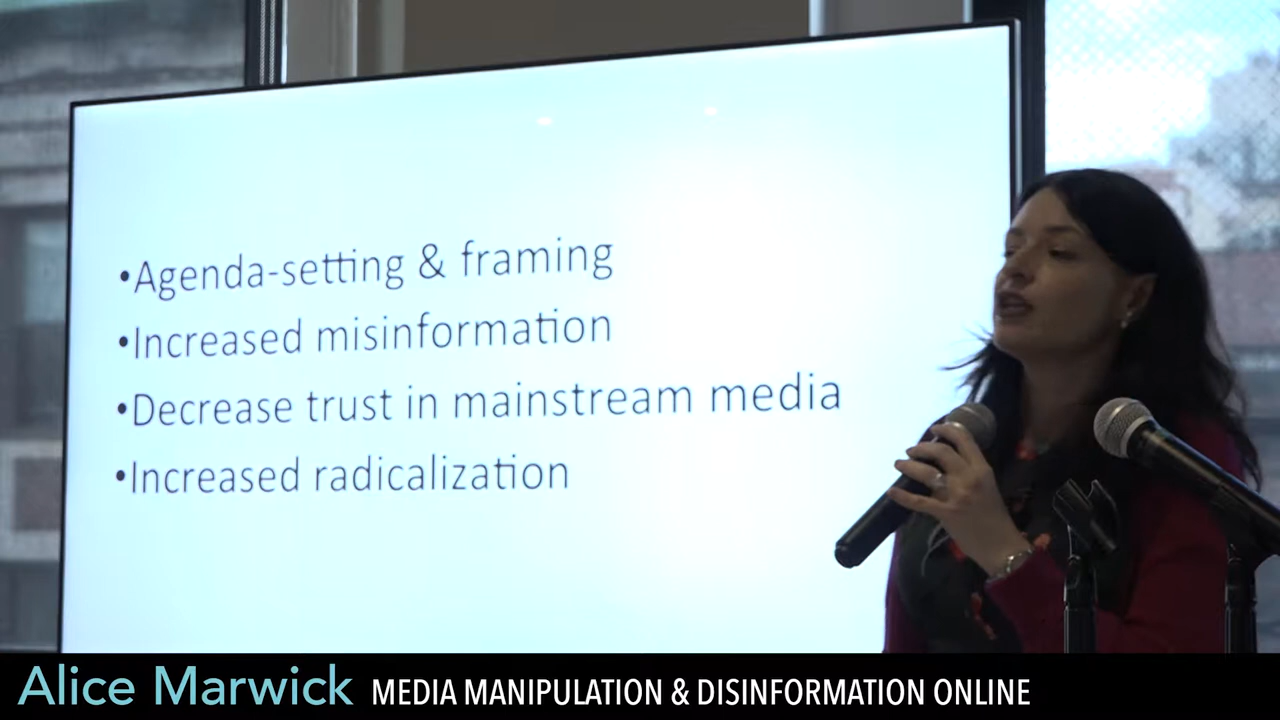 •Agenda-setting & framing
•Increased misinformation
•Decrease trust in mainstream media
•Increased radicalization
Alice Marwick MEDIA MANIPULATION & DISINFORMATION ONLINE